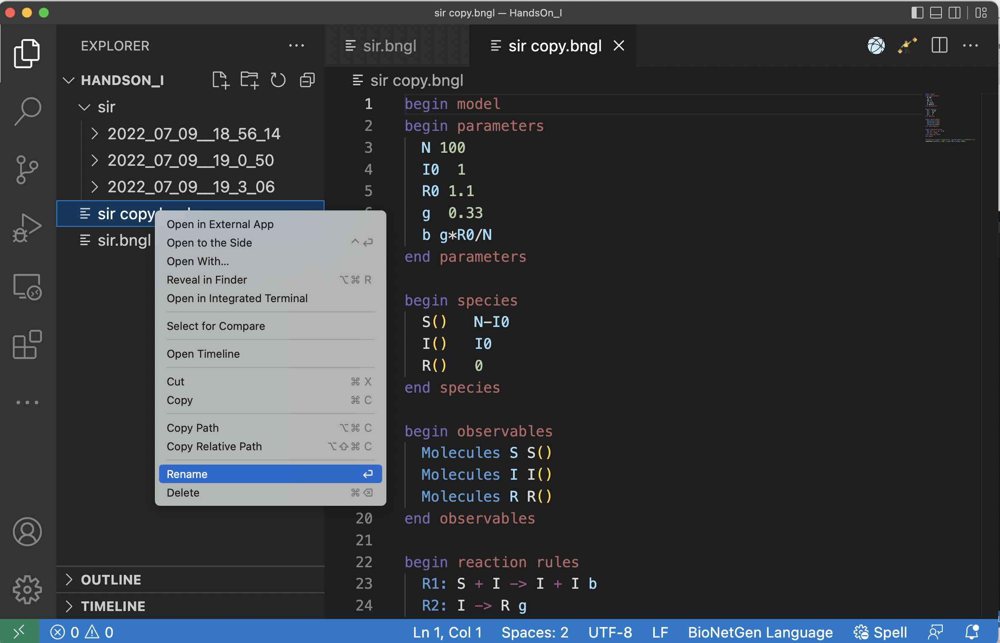 sir copy.bngl — HandsOn_I
EXPLORER
sir.bngl
sir copy.bngl
HANDSON_I
sir copy.bngl
sir
2022_07_09__18_56_14
2022_07_09__19_0_50
2022_07_09__19_3_06
sir copy
sir.bngl
Open in External App
Open to the Side ^ ↩
Open With...
Reveal in Finder ⌥⌘ R
Open in Integrated Terminal
Select for Compare
Open Timeline
Cut ⌘ X
Copy ⌘ C
Copy Path ⌥⌘ C
Copy Relative Path ⌥⇧⌘ C
Rename ↩
Delete ⌘ ⌫
1 begin model
2 begin parameters
3 N 100
4 I0  1
5 R0 1.1
g  0.33
b g*R0/N
end parameters
begin species
S()   N-I0
I()   I0
R()   0
end species
begin observables
Molecules S S()
Molecules I I()
Molecules R R()
20 end observables
21
22 begin reaction rules
23 R1: S + I -> I + I b
24 R2: I -> R g
OUTLINE
TIMELINE
0 0 Ln 1, Col 1 Spaces: 2 UTF-8 LF BioNetGen Language Spell